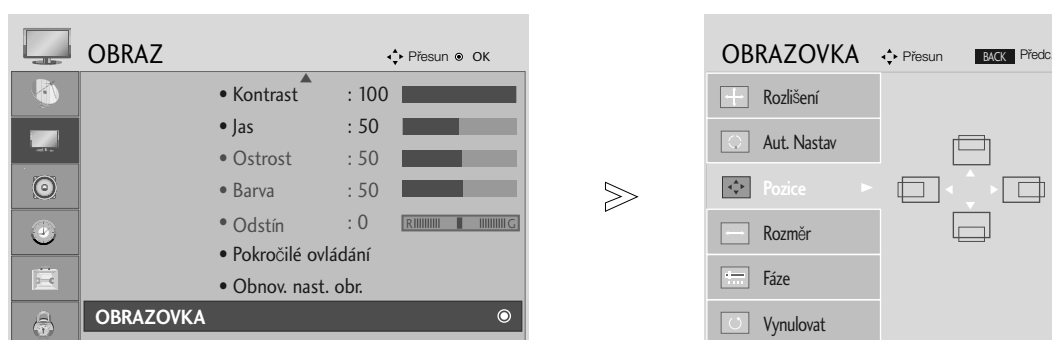 OBRAZ Přesun OK
• Kontrast : 100
• Jas : 50
• Ostrost : 50
• Barva : 50
• Odstín : 0 R G
• Pokročilé ovládání
• Obnov. nast. obr.
OBRAZOVKA
OBRAZOVKA Přesun BACK Předc.
Rozlišení
Aut. Nastav
Pozice
Rozměr
Fáze
Vynulovat